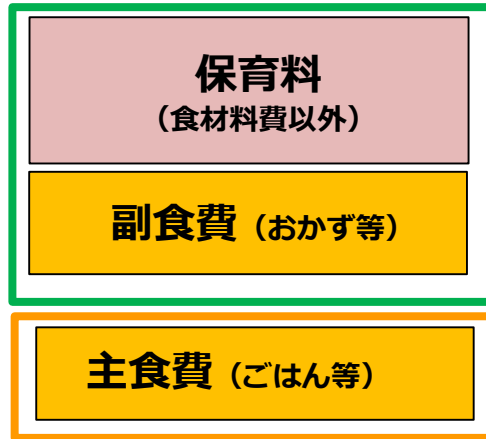 保育料
（食材料費以外）
副食費（おかず等）
主食費（ごはん等）